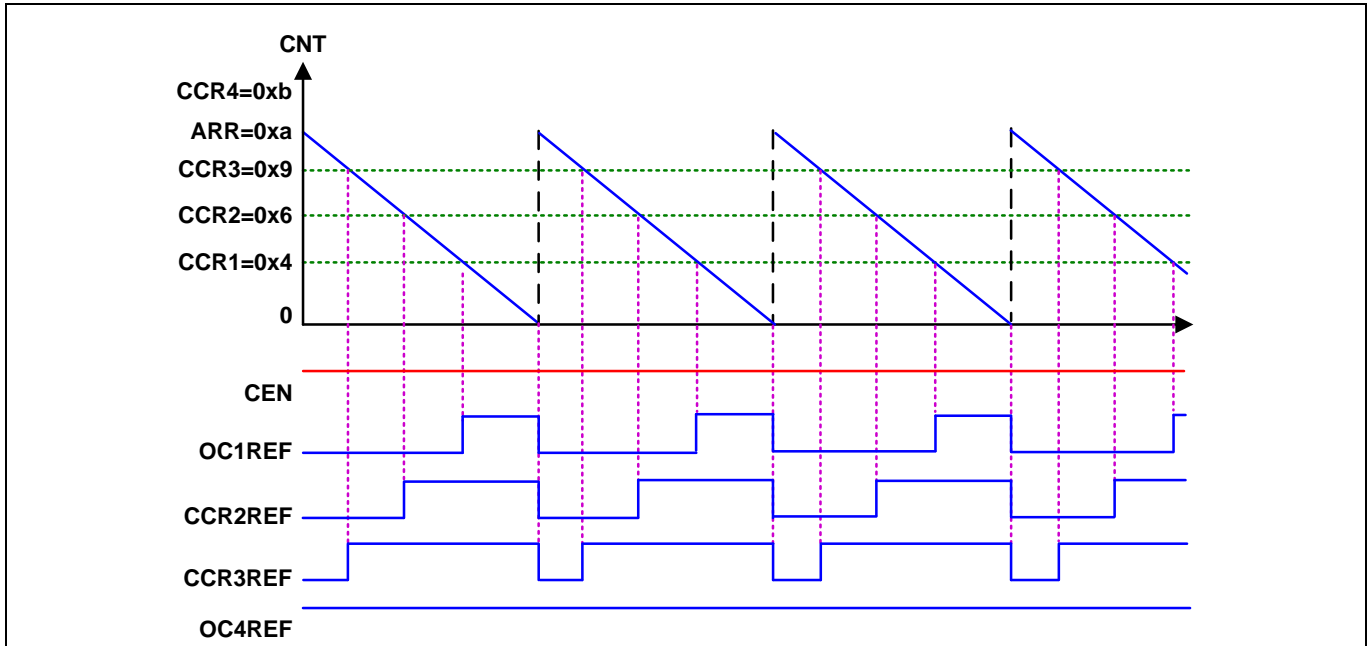 CNT
CCR4=0xb
ARR=0xa
CCR3=0x9
CCR2=0x6
CCR1=0x4
0
CEN
OC1REF
CCR2REF
CCR3REF
OC4REF